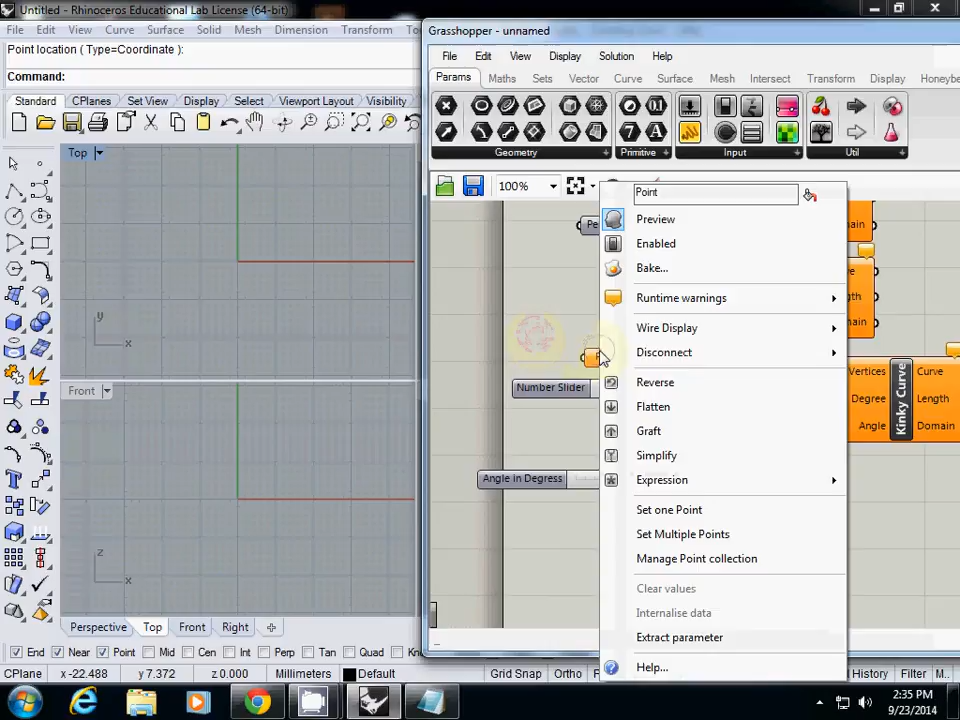 Untitled - Rhinoceros Educational Lab License (64-bit)
File Edit View Curve Surface Solid Mesh Dimension Transform
Point location ( Type=Coordinate ):
Command:
Standard CPlanes Set View Display Select Viewport Layout Visibility
Top
Front
Perspective Top Front Right
End Near Point Mid Cen Int Perp Tan Quad
CPlane x -22.488 y 7.372 z 0.000 Millimeters Default Grid Snap Ortho History Filter M..
Grasshopper - unnamed
File Edit View Display Solution Help
Params Maths Sets Vector Curve Surface Mesh Intersect Transform Display Honeybe
Geometry Primitive Input Util
100%
Point
Preview
Enabled
Bake...
Runtime warnings
Wire Display
Disconnect
Reverse
Flatten
Graft
Simplify
Expression
Set one Point
Set Multiple Points
Manage Point collection
Clear values
Internalise data
Extract parameter
Help...
Pe
Number Slider
Angle In Degress
main
ve
gth
main
Vertices
Degree
Angle
Kinky Curve
Curve
Length
Domain
y
x
z
x
2:35 PM
9/23/2014